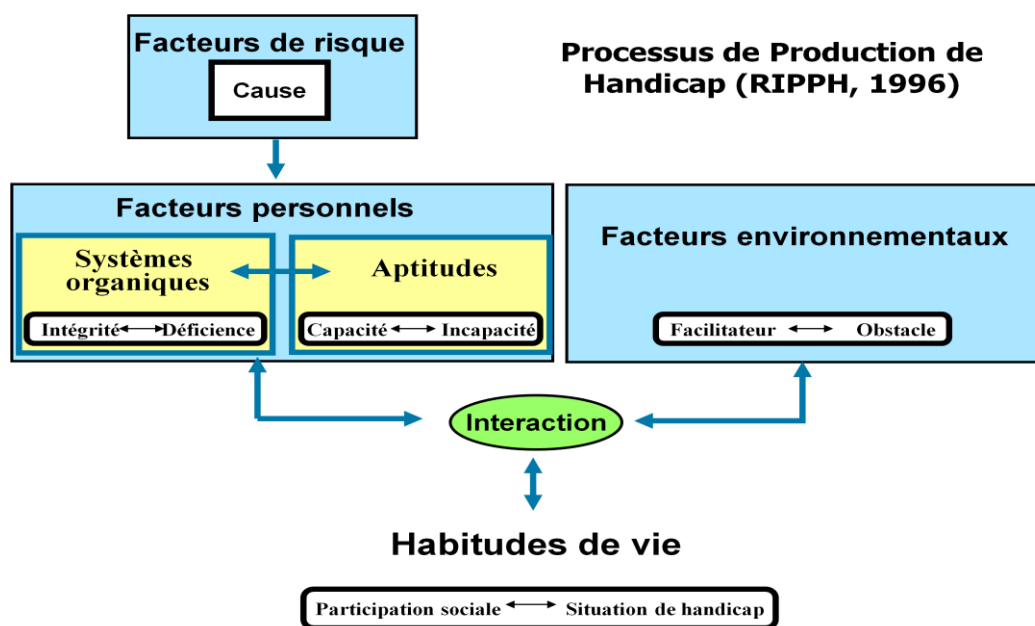 Facteurs de risque
Cause
Processus de Production de
Handicap (RIPPH, 1996)
Facteurs personnels
Systèmes
organiques
Intégrité Déficience
Aptitudes
Capacité Incapacité
Facteurs environnementaux
Facilitateur Obstacle
Interaction
Habitudes de vie
Participation sociale Situation de handicap